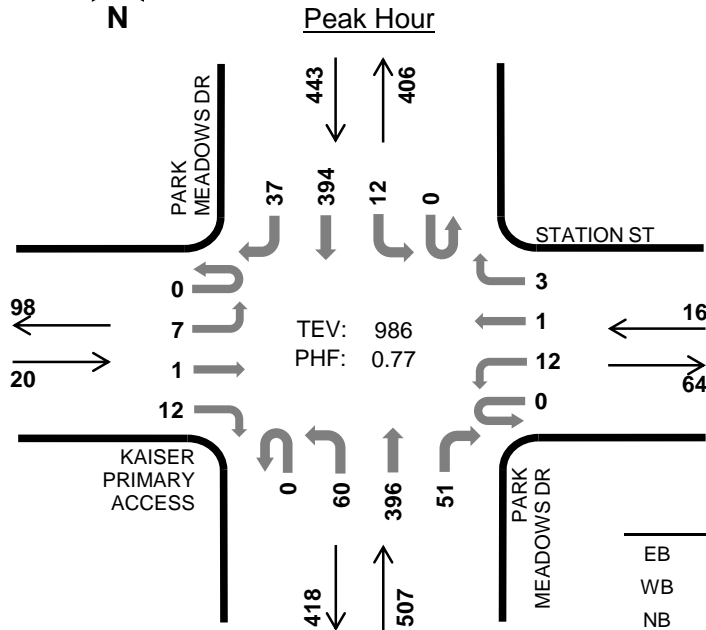 N
Peak Hour
443
406
PARK
MEADOWS DR
37
394
12
0
STATION ST
0
3
98
7
TEV: 986
1
16
20
1
PHF: 0.77
12
64
12
0
KAISER
PRIMARY
ACCESS
0
60
396
51
PARK
MEADOWS DR
418
507
EB
WB
NB